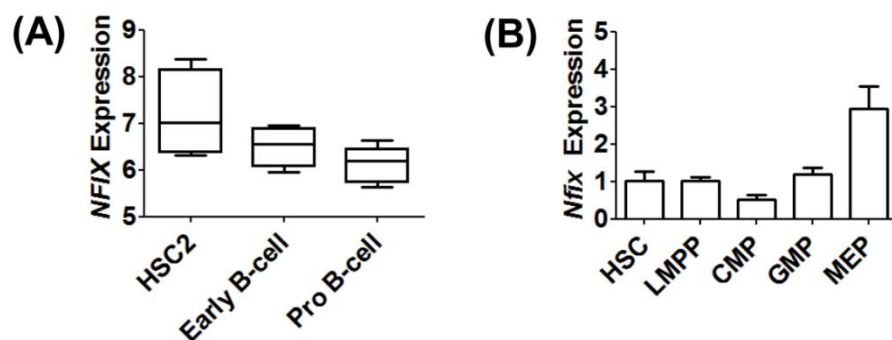 (A)
NFIX Expression
9
8
7
6
5
HSC2
Early B-cell
Pro B-cell
(B)
Nfix Expression
5
4
3
2
1
0
HSC
LMPP
CMP
GMP
MEP